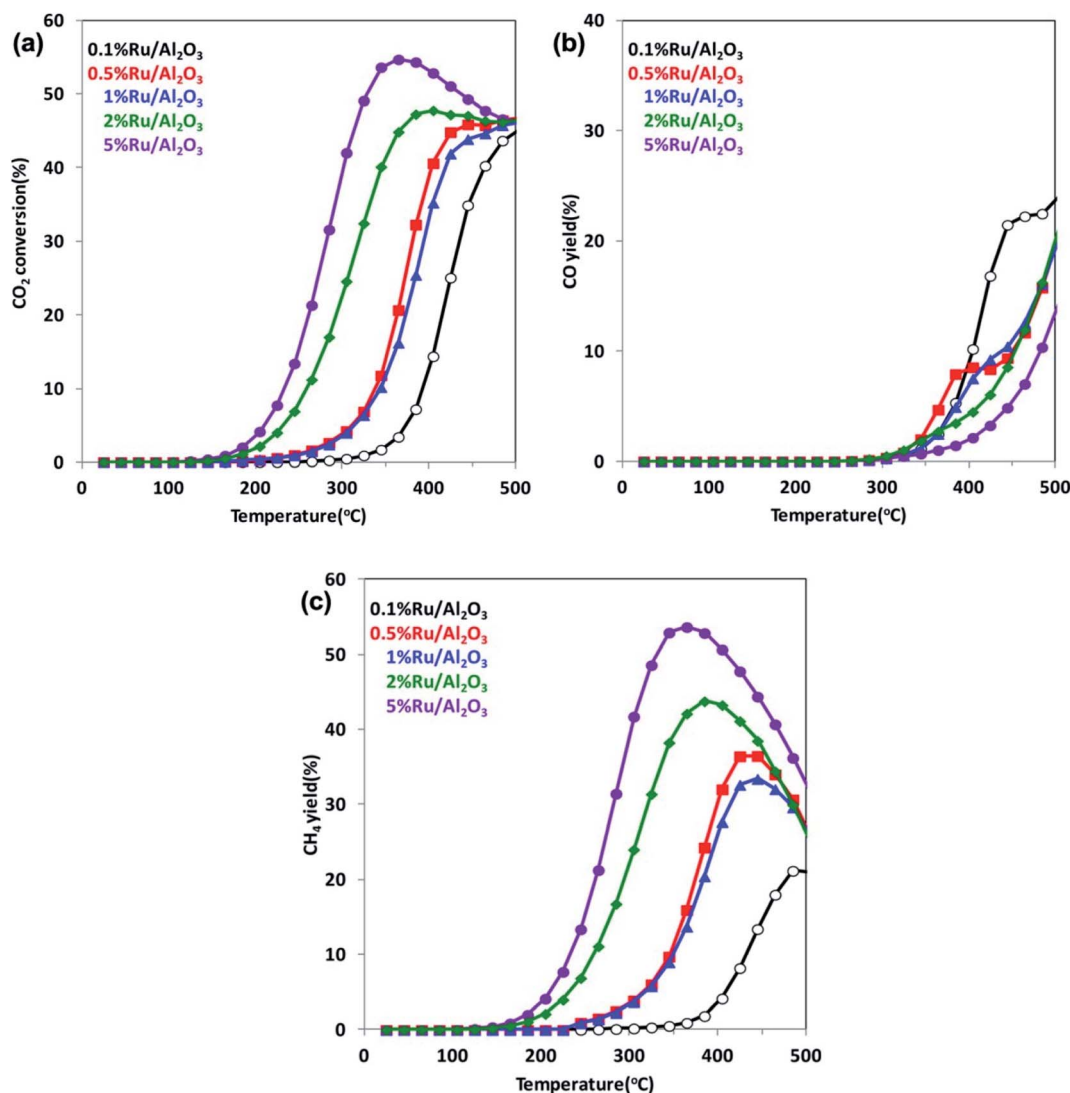 (a)
0.1%Ru/Al₂O₃
0.5%Ru/Al₂O₃
1%Ru/Al₂O₃
2%Ru/Al₂O₃
5%Ru/Al₂O₃
60
50
40
30
20
10
0
CO₂ conversion(%)
0 100 200 300 400 500
Temperature(°C)
(b)
0.1%Ru/Al₂O₃
0.5%Ru/Al₂O₃
1%Ru/Al₂O₃
2%Ru/Al₂O₃
5%Ru/Al₂O₃
40
30
20
10
0
CO yield(%)
0 100 200 300 400 500
Temperature(°C)
(c)
0.1%Ru/Al₂O₃
0.5%Ru/Al₂O₃
1%Ru/Al₂O₃
2%Ru/Al₂O₃
5%Ru/Al₂O₃
60
50
40
30
20
10
0
CH₄ yield(%)
0 100 200 300 400 500
Temperature(°C)